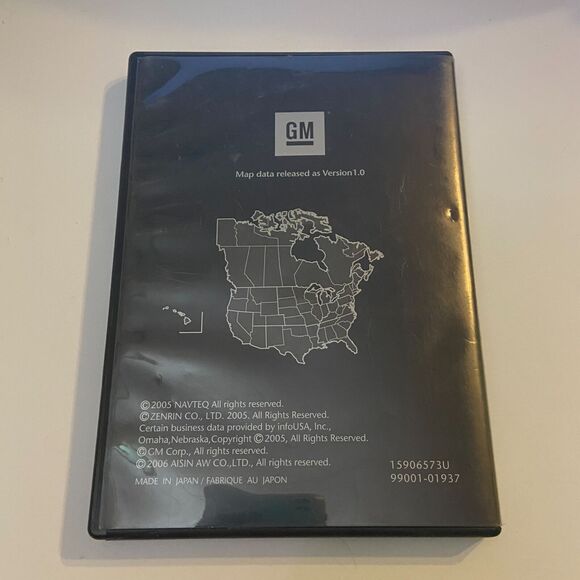 GM
Map data released as Version1.0
©2005 NAVTEQ All rights reserved.
©ZENRIN CO., LTD. 2005. All Rights Reserved.
Certain business data provided by infoUSA, Inc.,
Omaha,Nebraska,Copyright ©2005, All Rights Reserved.
© GM Corp., All rights reserved.
©2006 AISIN AW CO.,LTD., All rights reserved.
MADE IN JAPAN / FABRIQUE AU JAPON
15906573U
99001-01937